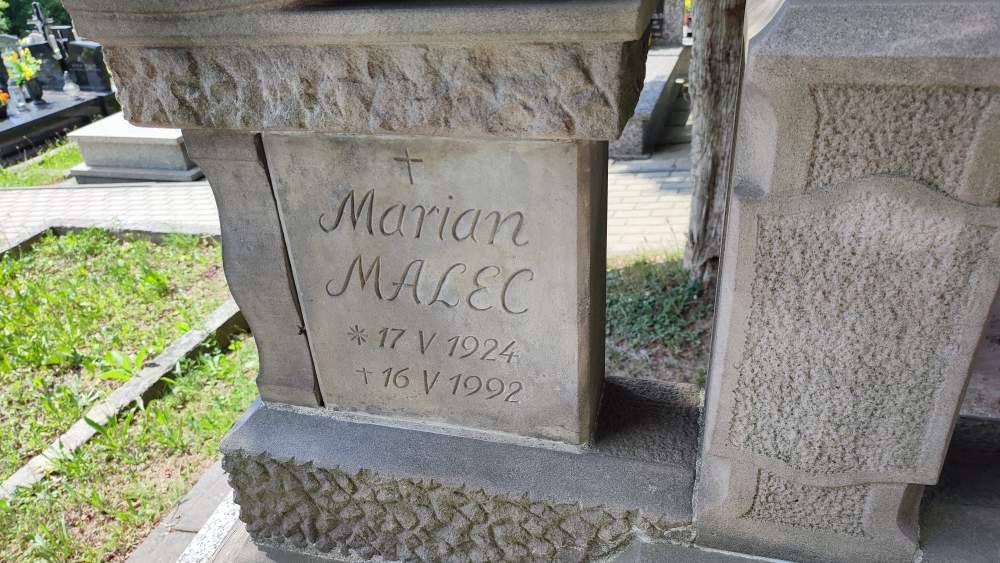 Marian
MALEC
* 17 V 1924
+ 16 V 1992